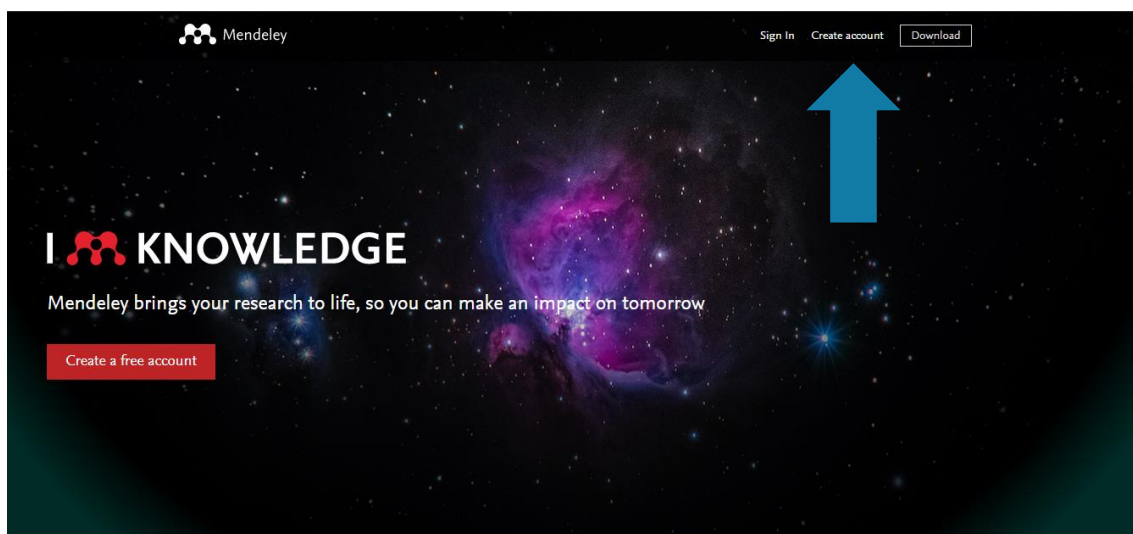 Mendeley
Sign In
Create account
Download
I KNOWLEDGE
Mendeley brings your research to life, so you can make an impact on tomorrow
Create a free account